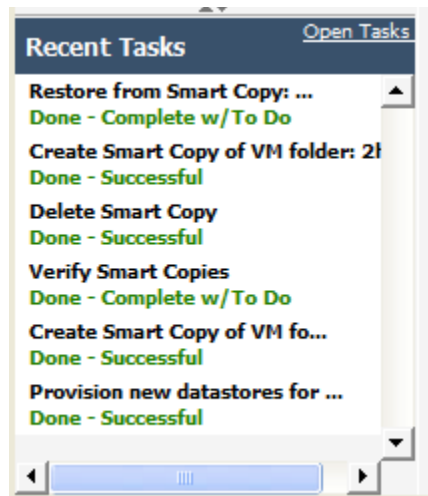 Open Tasks
Recent Tasks
Restore from Smart Copy: ...
Done - Complete w/To Do
Create Smart Copy of VM folder: 2h
Done - Successful
Delete Smart Copy
Done - Successful
Verify Smart Copies
Done - Complete w/To Do
Create Smart Copy of VM fo...
Done - Successful
Provision new datastores for ...
Done - Successful